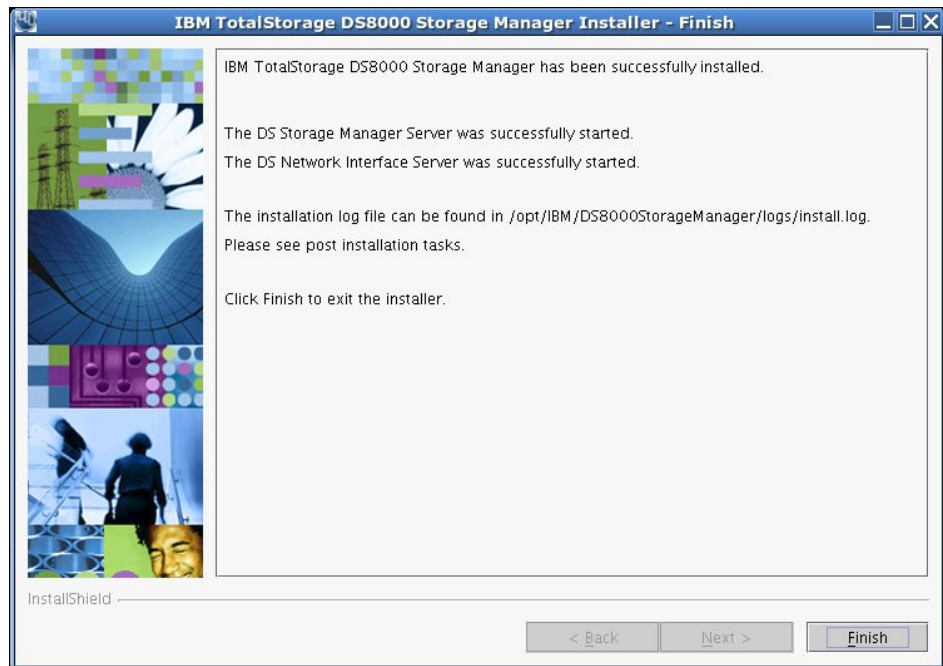 IBM TotalStorage DS8000 Storage Manager Installer - Finish
IBM TotalStorage DS8000 Storage Manager has been successfully installed.
The DS Storage Manager Server was successfully started.
The DS Network Interface Server was successfully started.
The installation log file can be found in /opt/IBM/DS8000StorageManager/logs/install.log.
Please see post installation tasks.
Click Finish to exit the installer.
InstallShield
< Back Next > Finish